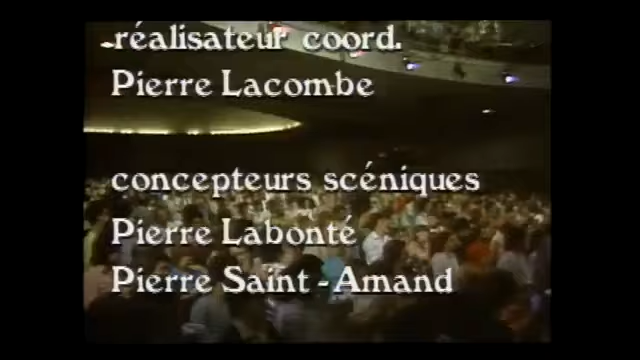 réalisateur coord.
Pierre Lacombe
concepteurs scéniques
Pierre Labonté
Pierre Saint-Amand